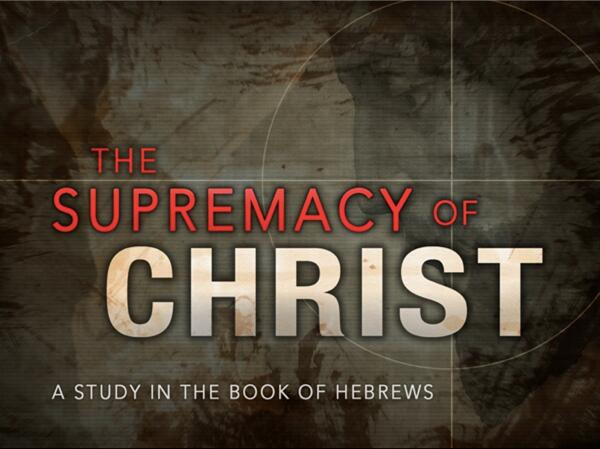 THE
SUPREMACY OF
CHRIST
A STUDY IN THE BOOK OF HEBREWS